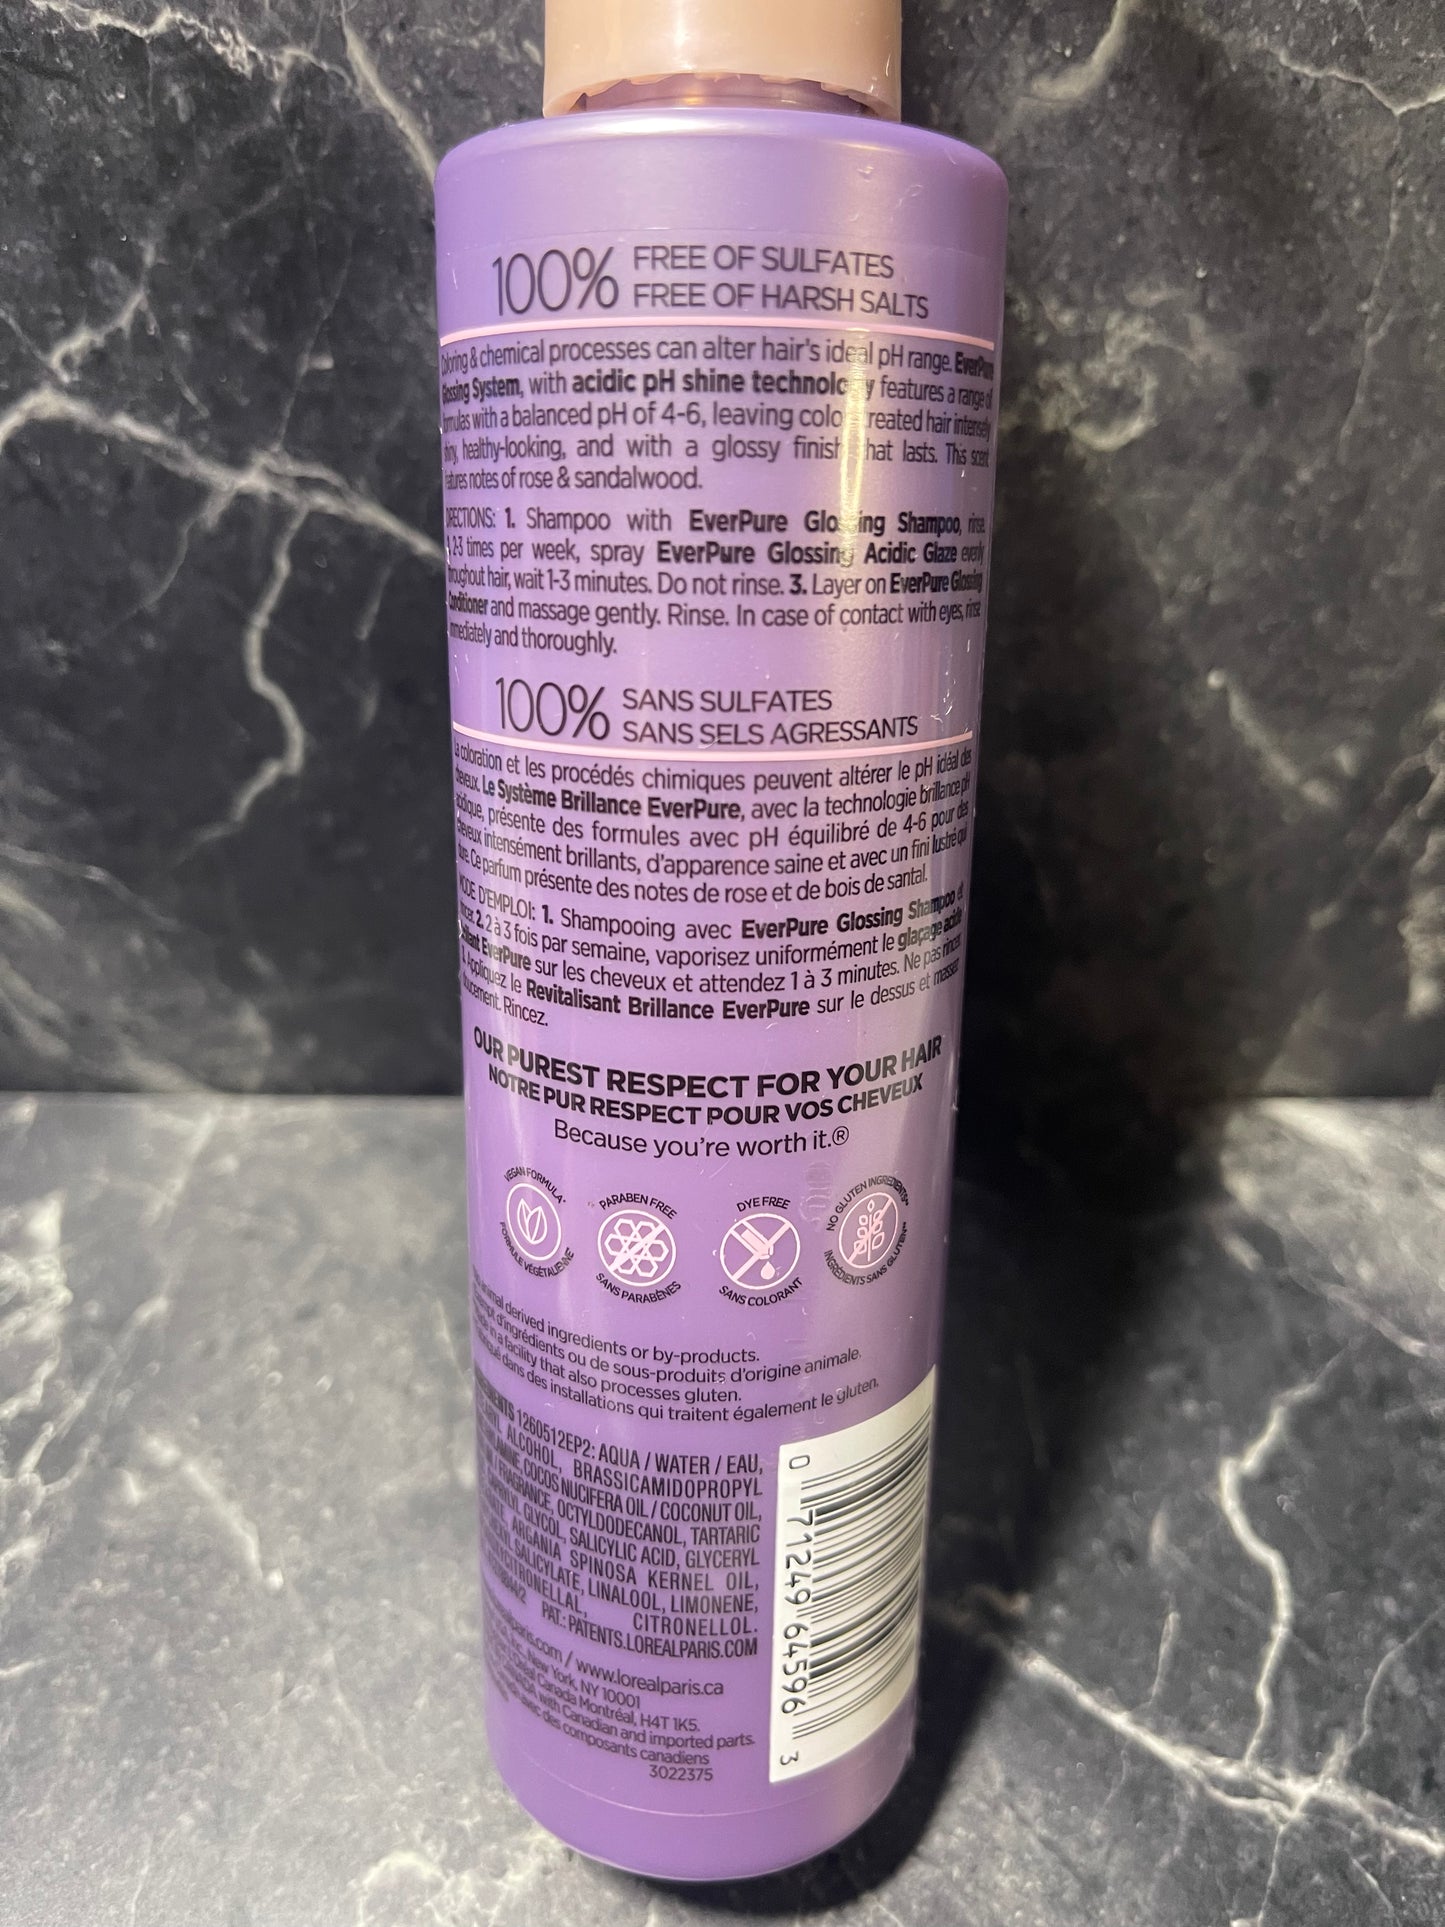 100% FREE OF SULFATES
FREE OF HARSH SALTS
Coloring & chemical processes can alter hair's ideal pH range. EverPure
Glossing System, with acidic pH shine technology features a range of
formulas with a balanced pH of 4-6, leaving color treated hair intensely
shiny, healthy-looking, and with a glossy finish that lasts. This scent
features notes of rose & sandalwood.
DIRECTIONS: 1. Shampoo with EverPure Glossing Shampoo, rinse.
2-3 times per week, spray EverPure Glossing Acidic Glaze evenly
throughout hair, wait 1-3 minutes. Do not rinse. 3. Layer on EverPure Glossing
Conditioner and massage gently. Rinse. In case of contact with eyes, rinse
immediately and thoroughly.
100% SANS SULFATES
SANS SELS AGRESSANTS
La coloration et les procédés chimiques peuvent altérer le pH idéal des
cheveux. Le Système Brillance EverPure, avec la technologie brillance pH
acidique, présente des formules avec pH équilibré de 4-6 pour des
cheveux intensément brillants, d'apparence saine et avec un fini lustré qui
dure. Ce parfum présente des notes de rose et de bois de santal.
MODE D'EMPLOI: 1. Shampooing avec EverPure Glossing Shampoo et
rincer. 2. 2 à 3 fois par semaine, vaporisez uniformément le glaçage acide
brillant EverPure sur les cheveux et attendez 1 à 3 minutes. Ne pas rincer.
3. Appliquez le Revitalisant Brillance EverPure sur le dessus et massez
doucement. Rincez.
OUR PUREST RESPECT FOR YOUR HAIR
NOTRE PUR RESPECT POUR VOS CHEVEUX
Because you're worth it.®
VEGAN FORMULA*
FORMULE VÉGÉTALIENNE*
PARABEN FREE
SANS PARABÈNES
DYE FREE
SANS COLORANT
NO GLUTEN INGREDIENTS**
INGRÉDIENTS SANS GLUTEN**
animal derived ingredients or by-products.
Exempt d'ingrédients ou de sous-produits d'origine animale.
Made in a facility that also processes gluten.
Fabriqué dans des installations qui traitent également le gluten.
1260512EP2: AQUA / WATER / EAU,
ALCOHOL, BRASSICAMIDOPROPYL
COCOS NUCIFERA OIL / COCONUT OIL,
/ FRAGRANCE, OCTYLDODECANOL, TARTARIC
GLYCOL, SALICYLIC ACID, GLYCERYL
ARGANIA SPINOSA KERNEL OIL,
SALICYLATE, LINALOOL, LIMONENE,
CITRONELLOL.
PAT.: PATENTS.LOREALPARIS.COM
/ www.lorealparis.ca
New York, NY 10001
Canada Montréal, H4T 1K5.
with Canadian and imported parts.
avec des composants canadiens
3022375
0 71249 64596 3